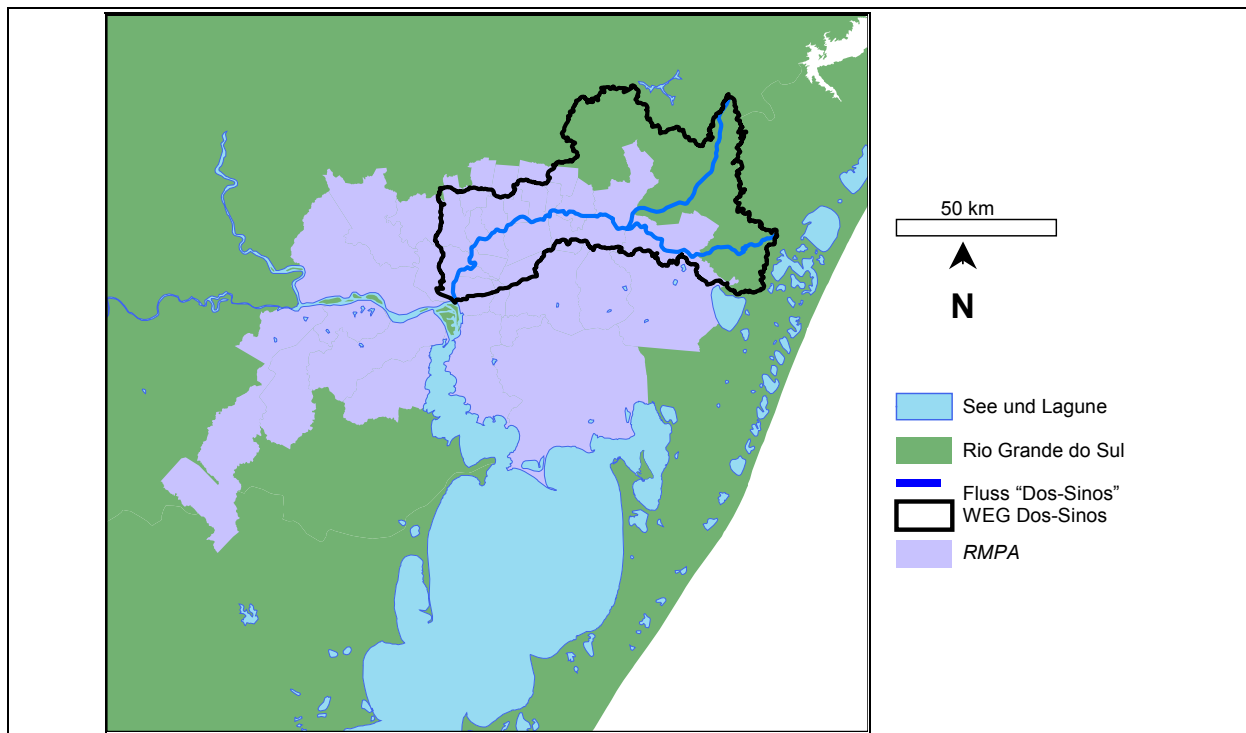 50 km
N
See und Lagune
Rio Grande do Sul
Fluss “Dos-Sinos”
WEG Dos-Sinos
RMPA